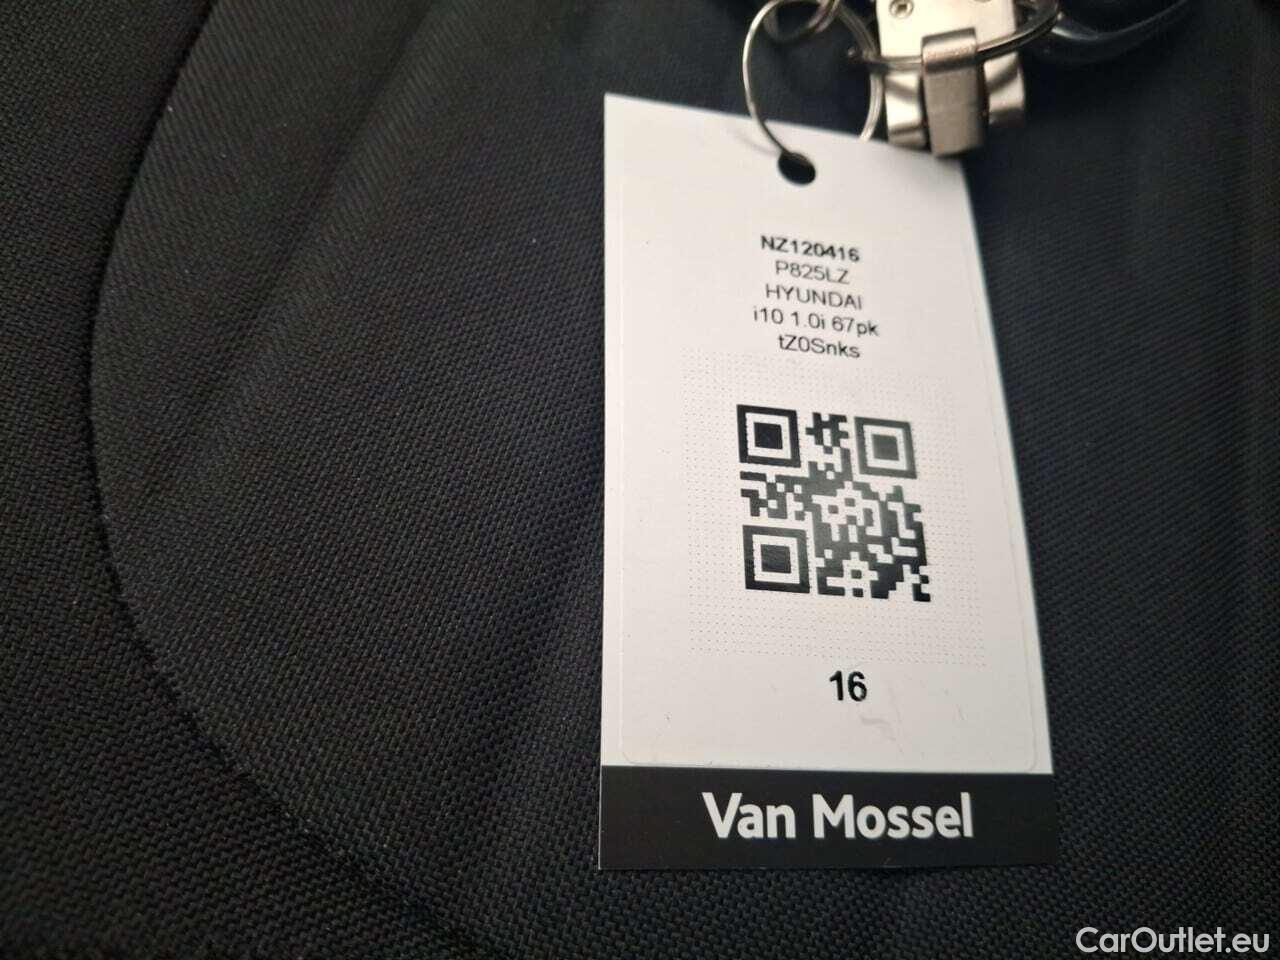 NZ120416
P825LZ
HYUNDAI
i10 1.0i 67pk
tZ0Snks
16
Van Mossel
CarOutlet.eu